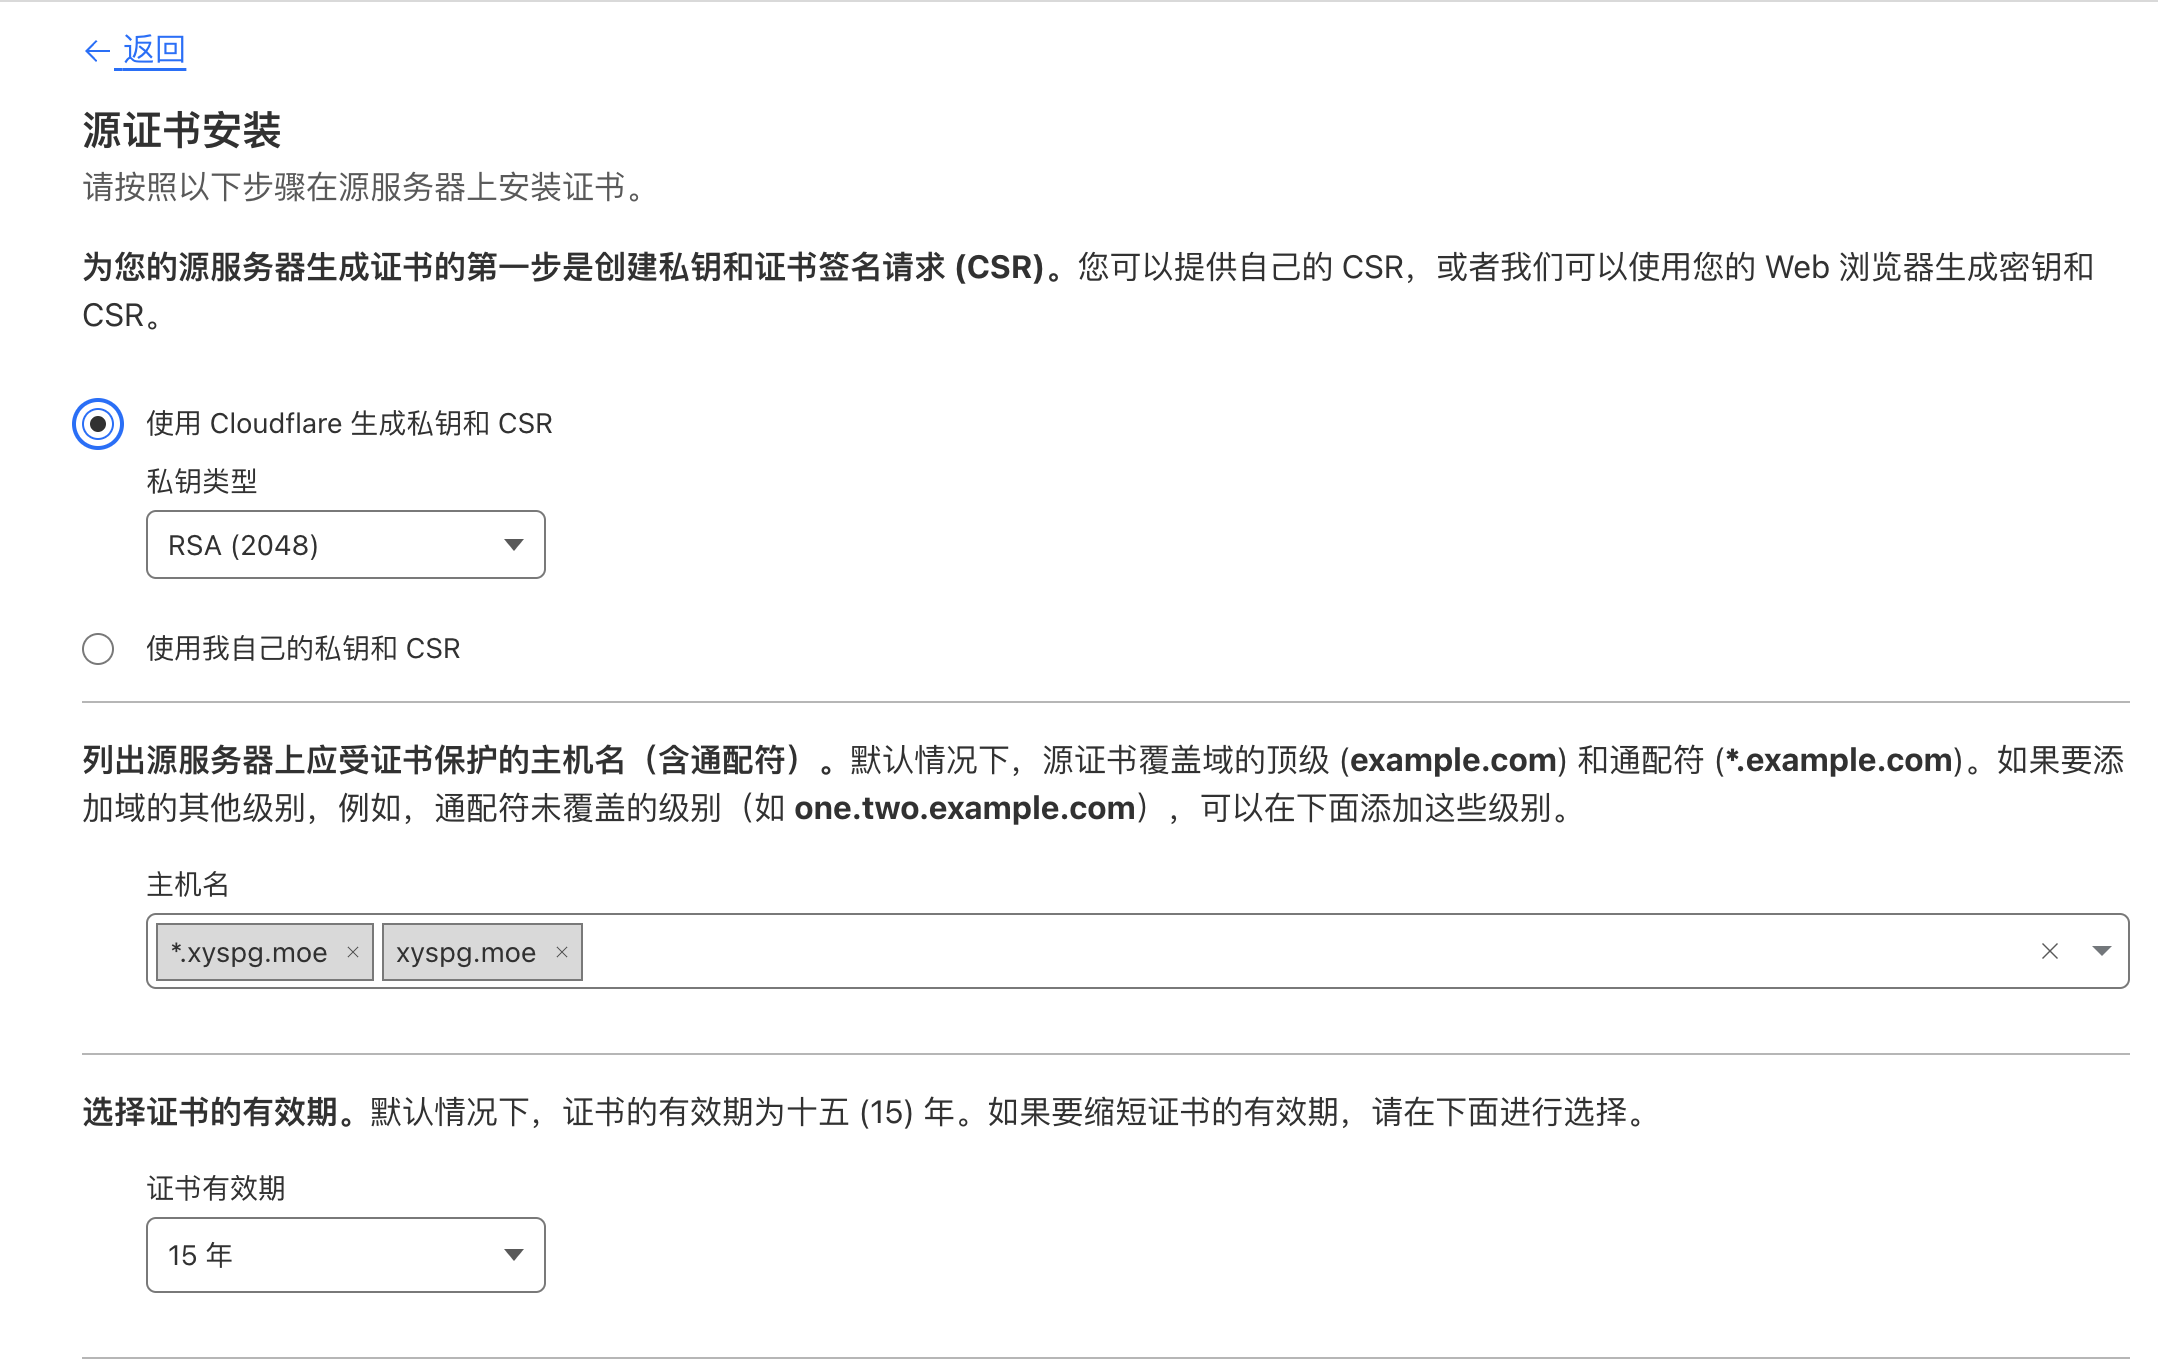 ← 返回
源证书安装
请按照以下步骤在源服务器上安装证书。
为您的源服务器生成证书的第一步是创建私钥和证书签名请求 (CSR)。您可以提供自己的 CSR，或者我们可以使用您的 Web 浏览器生成密钥和
CSR。
使用 Cloudflare 生成私钥和 CSR
私钥类型
RSA (2048)
使用我自己的私钥和 CSR
列出源服务器上应受证书保护的主机名（含通配符）。默认情况下，源证书覆盖域的顶级 (example.com) 和通配符 (*.example.com)。如果要添
加域的其他级别，例如，通配符未覆盖的级别（如 one.two.example.com），可以在下面添加这些级别。
主机名
*.xyspg.moe × xyspg.moe ×
选择证书的有效期。默认情况下，证书的有效期为十五 (15) 年。如果要缩短证书的有效期，请在下面进行选择。
证书有效期
15 年